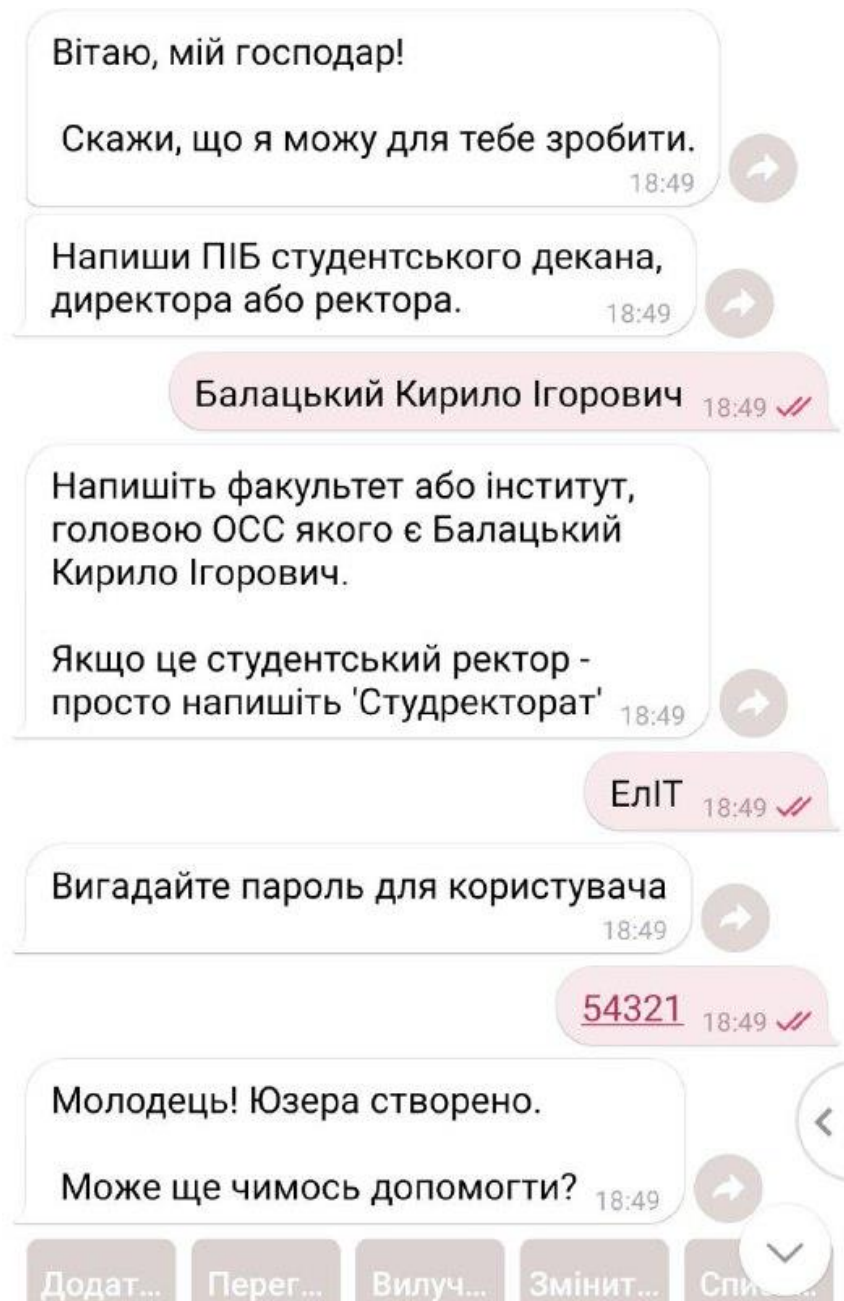 Вітаю, мій господар!
Скажи, що я можу для тебе зробити.
18:49
Напиши ПІБ студентського декана,
директора або ректора.
18:49
Балацький Кирило Ігорович
18:49
Напишіть факультет або інститут,
головою ОСС якого є Балацький
Кирило Ігорович.
Якщо це студентський ректор -
просто напишіть 'Студректорат'
18:49
ЕлІТ
18:49
Вигадайте пароль для користувача
18:49
54321
18:49
Молодець! Юзера створено.
Може ще чимось допомогти?
18:49
Додат... Перег... Вилуч... Змінит...